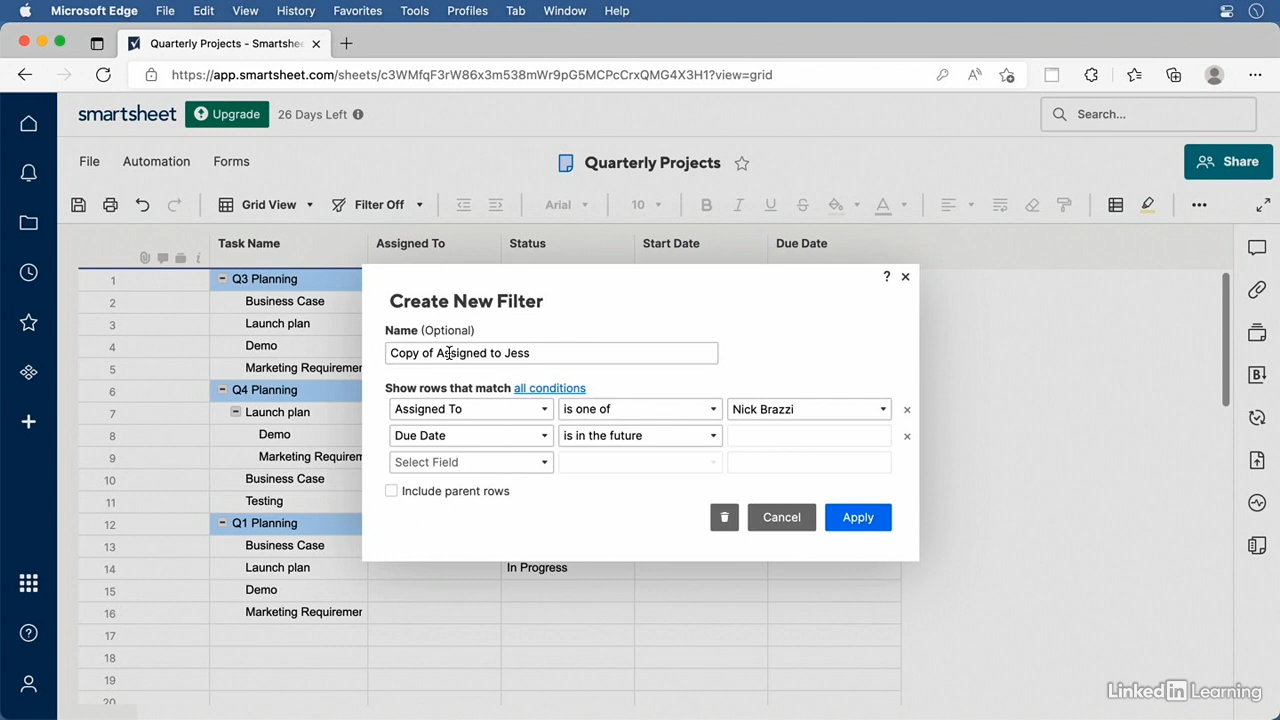 Microsoft Edge File Edit View History Favorites Tools Profiles Tab Window Help
Quarterly Projects - Smartshe
https://app.smartsheet.com/sheets/c3WMfqF3rW86x3m538mWr9pG5MCPcCrxQMG4X3H1?view=grid
smartsheet Upgrade 26 Days Left Search...
File Automation Forms Quarterly Projects Share
Grid View Filter Off Arial 10 B I U S A
Task Name Assigned To Status Start Date Due Date
1 Q3 Planning
2 Business Case
3 Launch plan
4 Demo
5 Marketing Requiremer
6 Q4 Planning
7 Launch plan
8 Demo
9 Marketing Requirem
10 Business Case
11 Testing
12 Q1 Planning
13 Business Case
14 Launch plan In Progress
15 Demo
16 Marketing Requiremer
17
18
19
20
Create New Filter
Name (Optional)
Copy of Assigned to Jess
Show rows that match all conditions
Assigned To is one of Nick Brazzi
Due Date is in the future
Select Field
Include parent rows
Cancel Apply
LinkedIn Learning